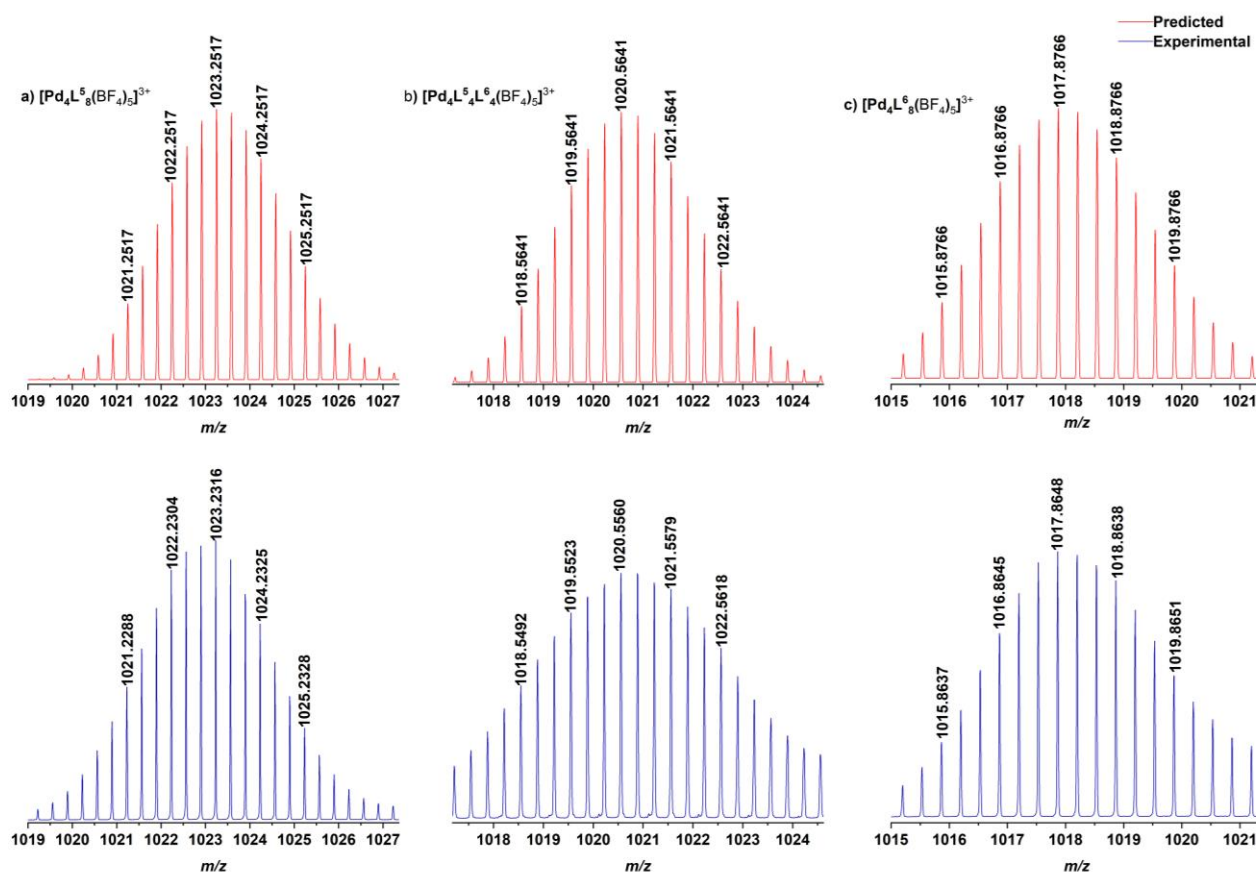 Predicted
Experimental
a) [Pd₄L⁵₈(BF₄)₅]³⁺
1021.2517
1022.2517
1023.2517
1024.2517
1025.2517
1019 1020 1021 1022 1023 1024 1025 1026 1027
m/z
b) [Pd₄L⁵₄L⁶₄(BF₄)₅]³⁺
1018.5641
1019.5641
1020.5641
1021.5641
1022.5641
1018 1019 1020 1021 1022 1023 1024
m/z
c) [Pd₄L⁶₈(BF₄)₅]³⁺
1015.8766
1016.8766
1017.8766
1018.8766
1019.8766
1015 1016 1017 1018 1019 1020 1021
m/z
1021.2288
1022.2304
1023.2316
1024.2325
1025.2328
1019 1020 1021 1022 1023 1024 1025 1026 1027
m/z
1018.5492
1019.5523
1020.5560
1021.5579
1022.5618
1018 1019 1020 1021 1022 1023 1024
m/z
1015.8637
1016.8645
1017.8648
1018.8638
1019.8651
1015 1016 1017 1018 1019 1020 1021
m/z